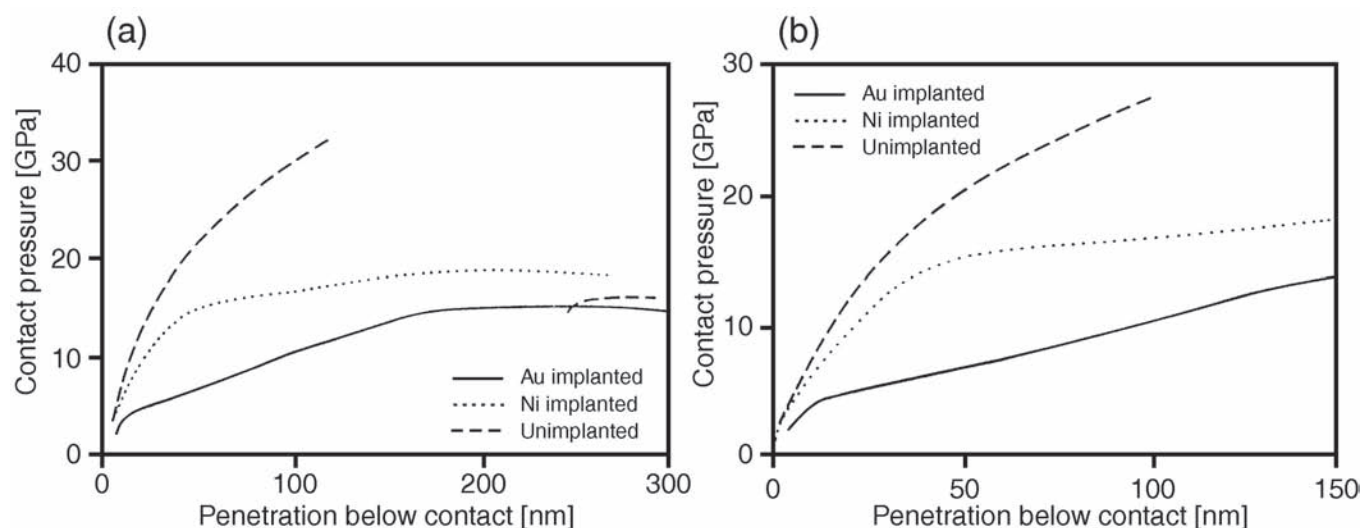 (a)
40
30
20
10
0
Contact pressure [GPa]
Au implanted
Ni implanted
Unimplanted
0 100 200 300
Penetration below contact [nm]
(b)
30
20
10
0
Contact pressure [GPa]
Au implanted
Ni implanted
Unimplanted
0 50 100 150
Penetration below contact [nm]